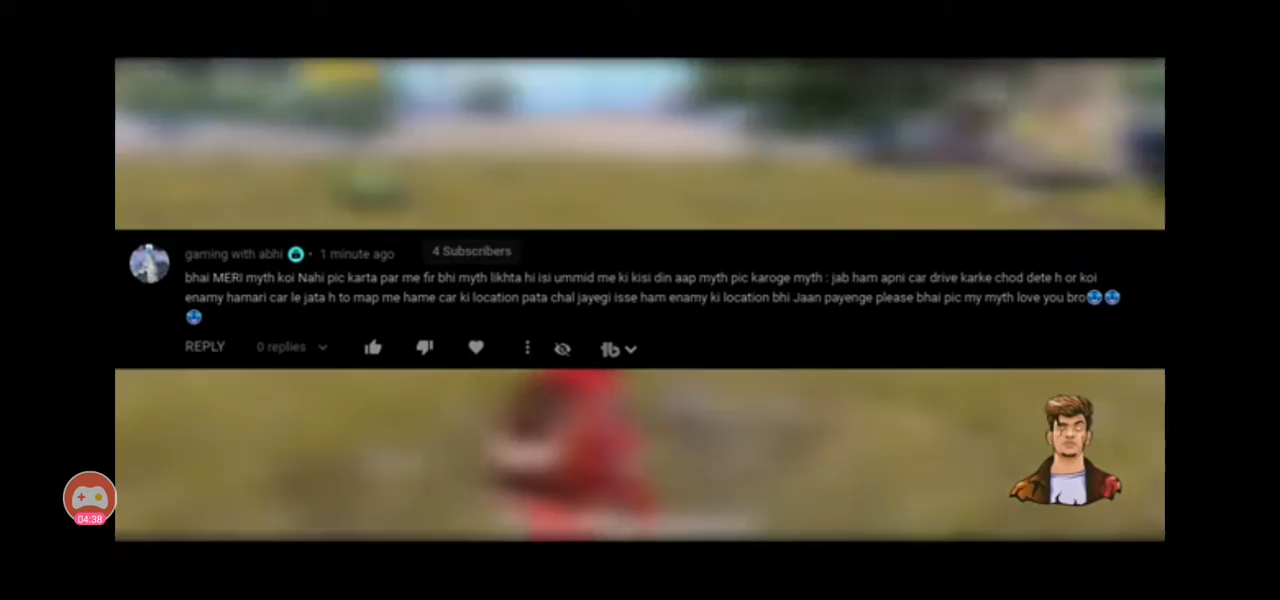 gaming with abhi • 1 minute ago 4 Subscribers
bhai MERI myth koi Nahi pic karta par me fir bhi myth likhta hi isi ummid me ki kisi din aap myth pic karoge myth : jab ham apni car drive karke chod dete h or koi
enamy hamari car le jata h to map me hame car ki location pata chal jayegi isse ham enamy ki location bhi Jaan payenge please bhai pic my myth love you bro🥶🥶
🥶
REPLY 0 replies
04:38